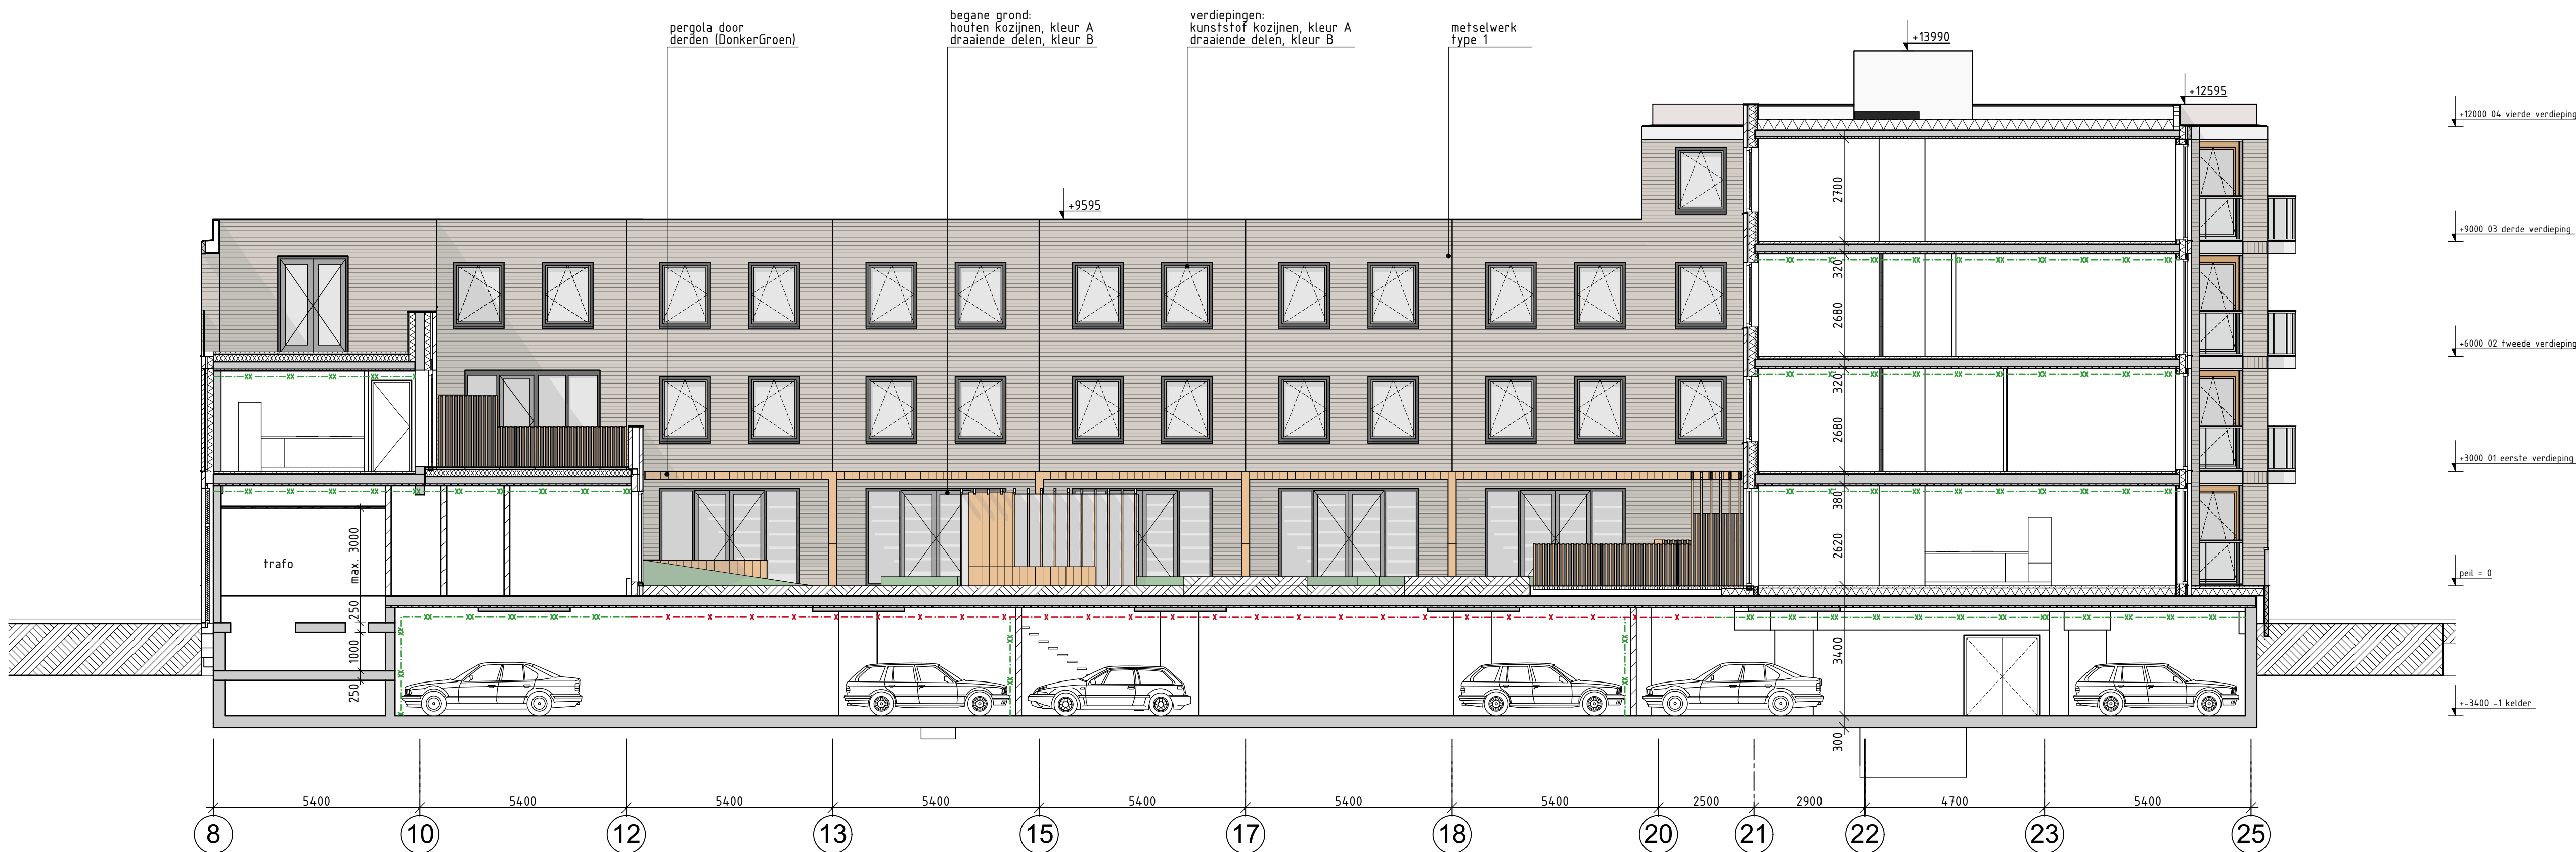 pergola door
derden (DonkerGroen)
begane grond:
houten kozijnen, kleur A
draaiende delen, kleur B
verdiepingen:
kunststof kozijnen, kleur A
draaiende delen, kleur B
metselwerk
type 1
+13990
+12595
+9595
+12000 04 vierde verdieping
+9000 03 derde verdieping
+6000 02 tweede verdieping
+3000 01 eerste verdieping
peil = 0
+-3400 -1 kelder
2700
320
2680
320
2680
380
2620
3400
300
trafo
max. 3000
250
1000
250
5400 5400 5400 5400 5400 5400 5400 2500 2900 4700 5400
8 10 12 13 15 17 18 20 21 22 23 25